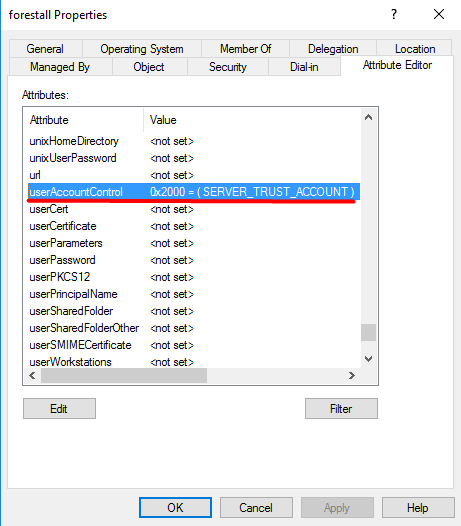 forestall Properties
?
General Operating System Member Of Delegation Location
Managed By Object Security Dial-in Attribute Editor
Attributes:
Attribute Value
unixHomeDirectory <not set>
unixUserPassword <not set>
url <not set>
userAccountControl 0x2000 = ( SERVER_TRUST_ACCOUNT )
userCert <not set>
userCertificate <not set>
userParameters <not set>
userPassword <not set>
userPKCS12 <not set>
userPrincipalName <not set>
userSharedFolder <not set>
userSharedFolderOther <not set>
userSMIMECertificate <not set>
userWorkstations <not set>
Edit Filter
OK Cancel Apply Help